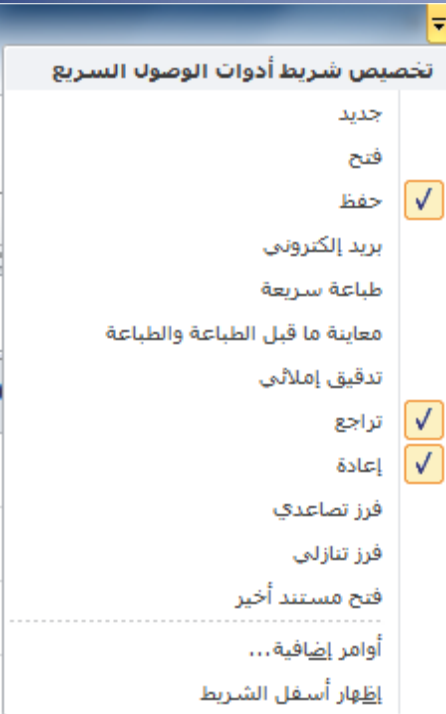 تخصيص شريط أدوات الوصول السريع
جديد
فتح
حفظ
بريد إلكتروني
طباعة سريعة
معاينة ما قبل الطباعة والطباعة
تدقيق إملائي
تراجع
إعادة
فرز تصاعدي
فرز تنازلي
فتح مستند أخير
أوامر إضافية...
إظهار أسفل الشريط